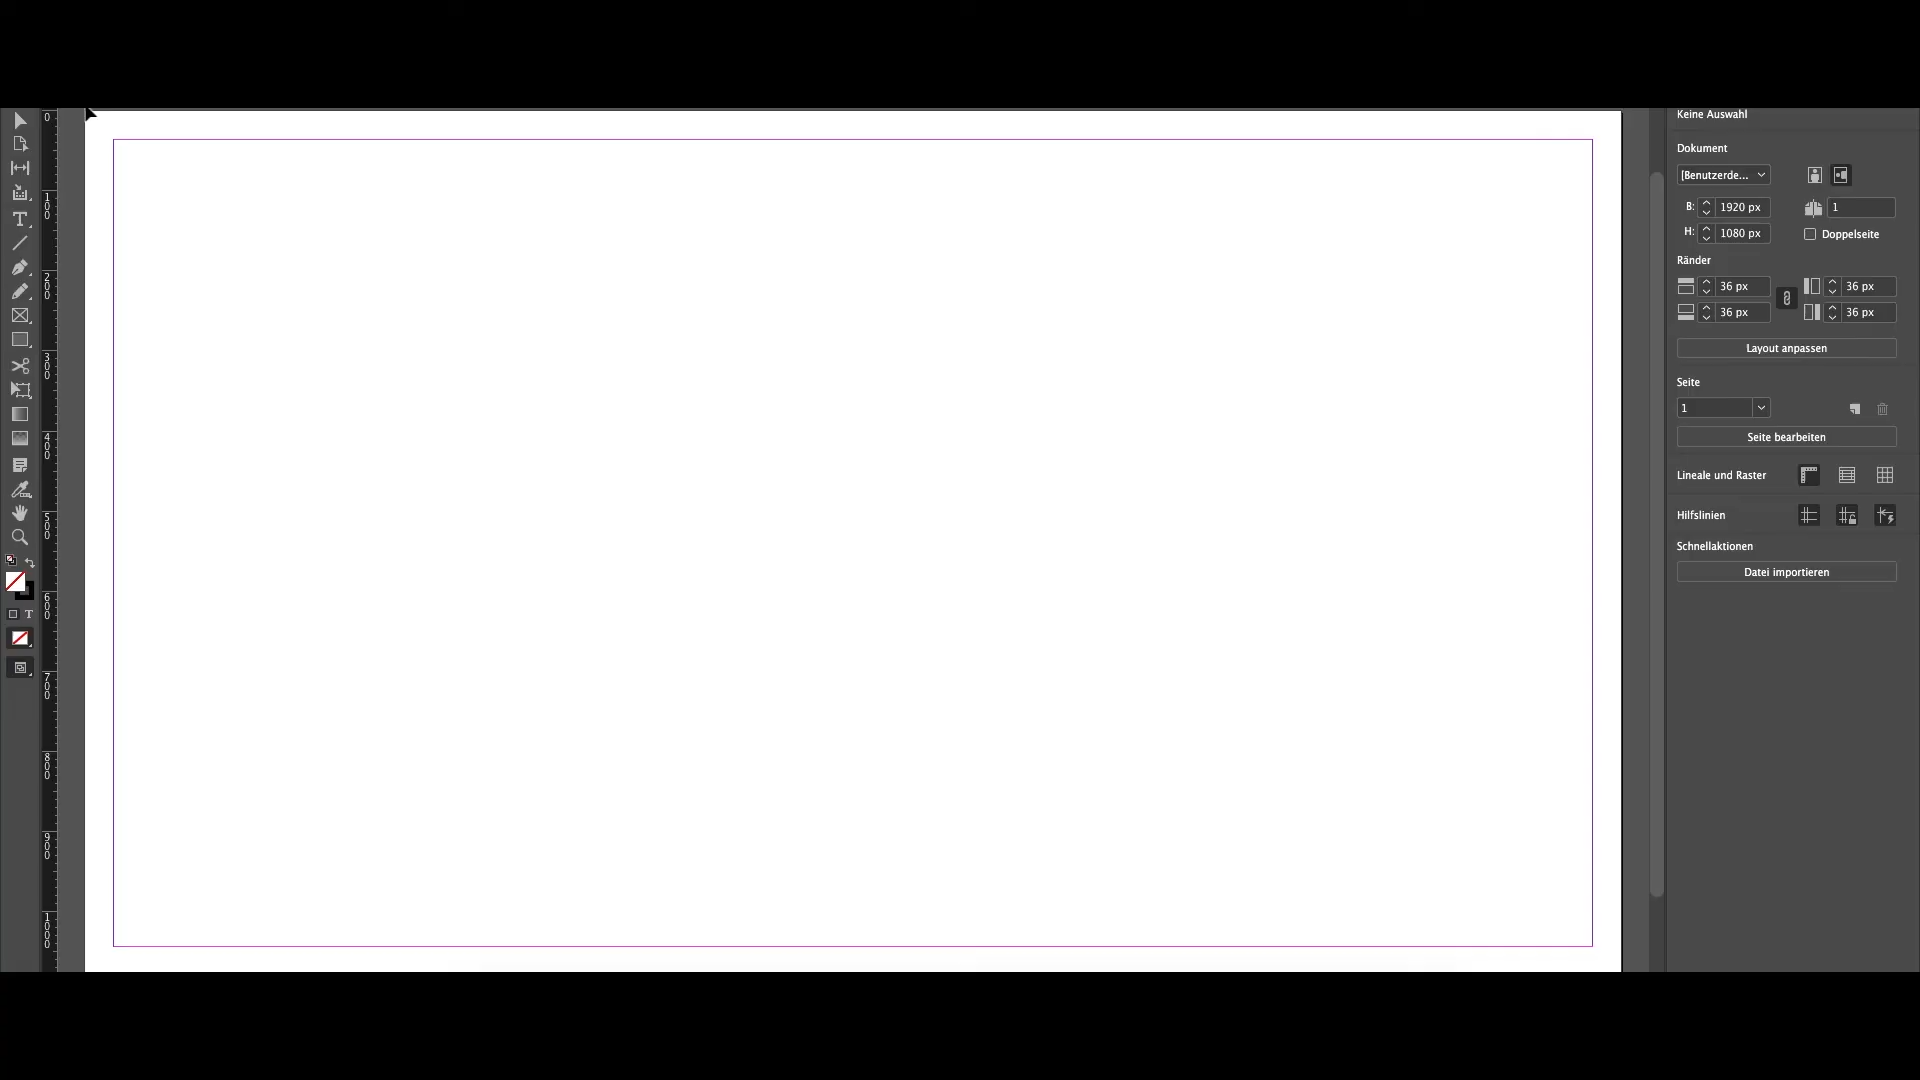 Keine Auswahl
Dokument
[Benutzerde...
B: 1920 px
1
H: 1080 px
Doppelseite
Ränder
36 px
36 px
36 px
36 px
Layout anpassen
Seite
1
Seite bearbeiten
Lineale und Raster
Hilfslinien
Schnellaktionen
Datei importieren
0
100
200
300
400
500
600
700
800
900
1000